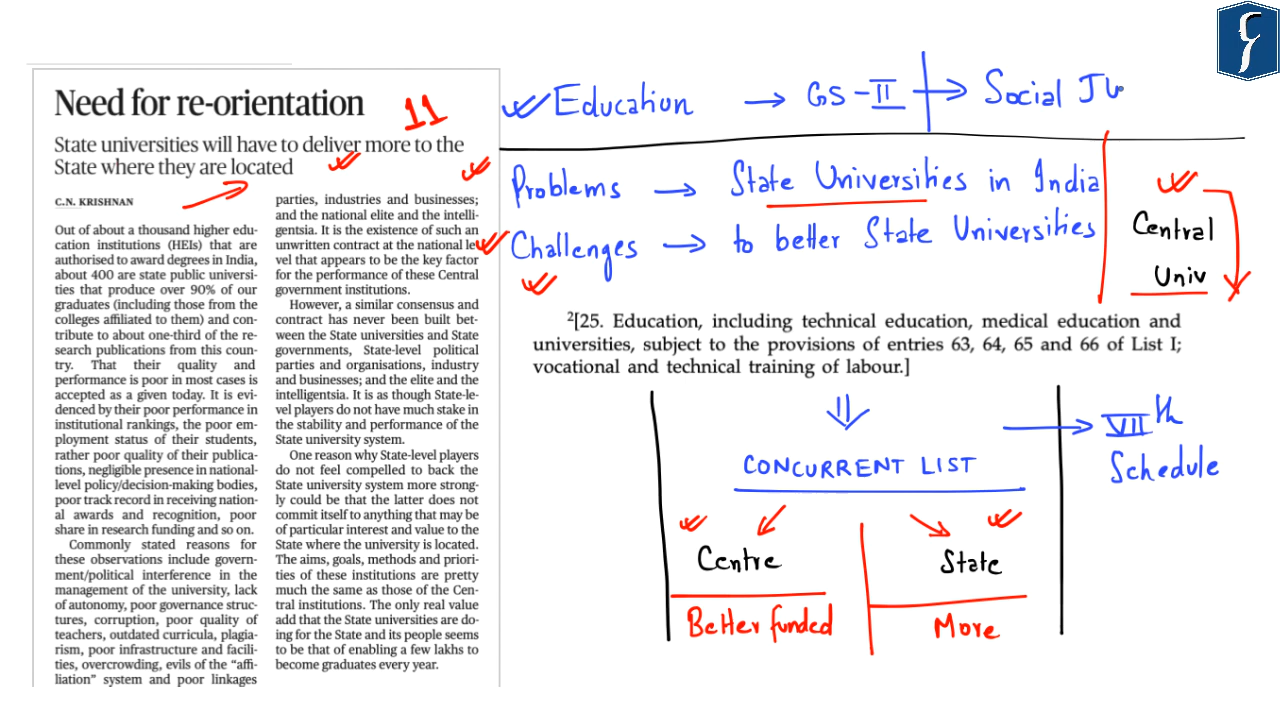 Need for re-orientation
11
State universities will have to deliver more to the
State where they are located
C.N. KRISHNAN
Out of about a thousand higher edu-
cation institutions (HEIs) that are
authorised to award degrees in India,
about 400 are state public universi-
ties that produce over 90% of our
graduates (including those from the
colleges affiliated to them) and con-
tribute to about one-third of the re-
search publications from this coun-
try. That their quality and
performance is poor in most cases is
accepted as a given today. It is evi-
denced by their poor performance in
institutional rankings, the poor em-
ployment status of their students,
rather poor quality of their publica-
tions, negligible presence in national-
level policy/decision-making bodies,
poor track record in receiving nation-
al awards and recognition, poor
share in research funding and so on.
Commonly stated reasons for
these observations include govern-
ment/political interference in the
management of the university, lack
of autonomy, poor governance struc-
tures, corruption, poor quality of
teachers, outdated curricula, plagia-
rism, poor infrastructure and facili-
ties, overcrowding, evils of the “affi-
liation” system and poor linkages
parties, industries and businesses;
and the national elite and the intelli-
gentsia. It is the existence of such an
unwritten contract at the national le-
vel that appears to be the key factor
for the performance of these Central
government institutions.
However, a similar consensus and
contract has never been built bet-
ween the State universities and State
governments, State-level political
parties and organisations, industry
and businesses; and the elite and the
intelligentsia. It is as though State-le-
vel players do not have much stake in
the stability and performance of the
State university system.
One reason why State-level players
do not feel compelled to back the
State university system more strong-
ly could be that the latter does not
commit itself to anything that may be
of particular interest and value to the
State where the university is located.
The aims, goals, methods and priori-
ties of these institutions are pretty
much the same as those of the Cen-
tral institutions. The only real value
add that the State universities are do-
ing for the State and its people seems
to be that of enabling a few lakhs to
become graduates every year.
Education → GS-II → Social Ju
Problems → State Universities in India
Challenges → to better State Universities
Central
Univ
2[25. Education, including technical education, medical education and
universities, subject to the provisions of entries 63, 64, 65 and 66 of List I;
vocational and technical training of labour.]
CONCURRENT LIST
VIIth
Schedule
Centre
State
Better funded
More